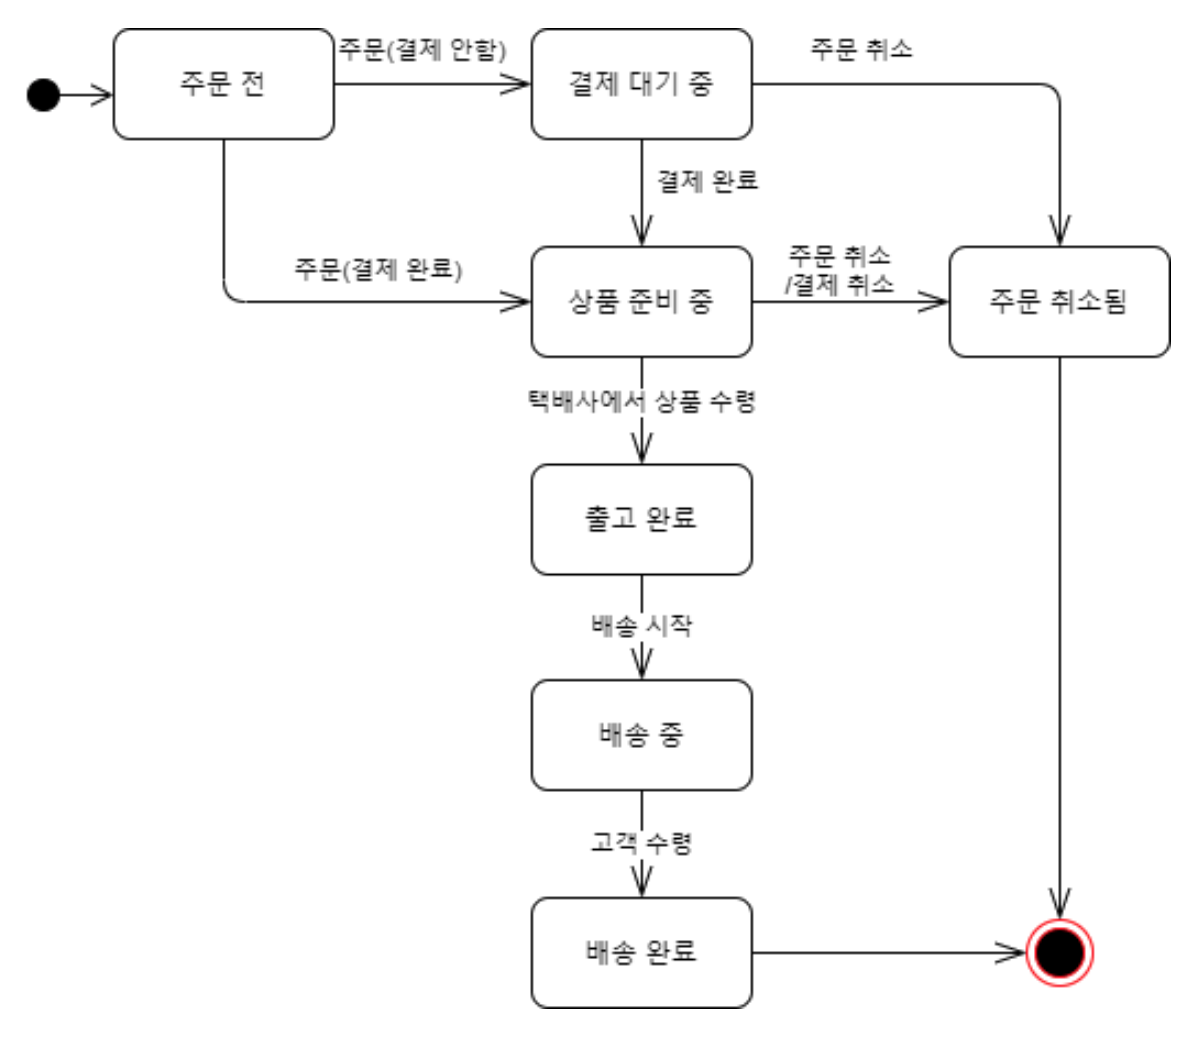 주문(결제 안함)
주문 취소
주문 전
결제 대기 중
결제 완료
주문(결제 완료)
주문 취소
/결제 취소
상품 준비 중
주문 취소됨
택배사에서 상품 수령
출고 완료
배송 시작
배송 중
고객 수령
배송 완료